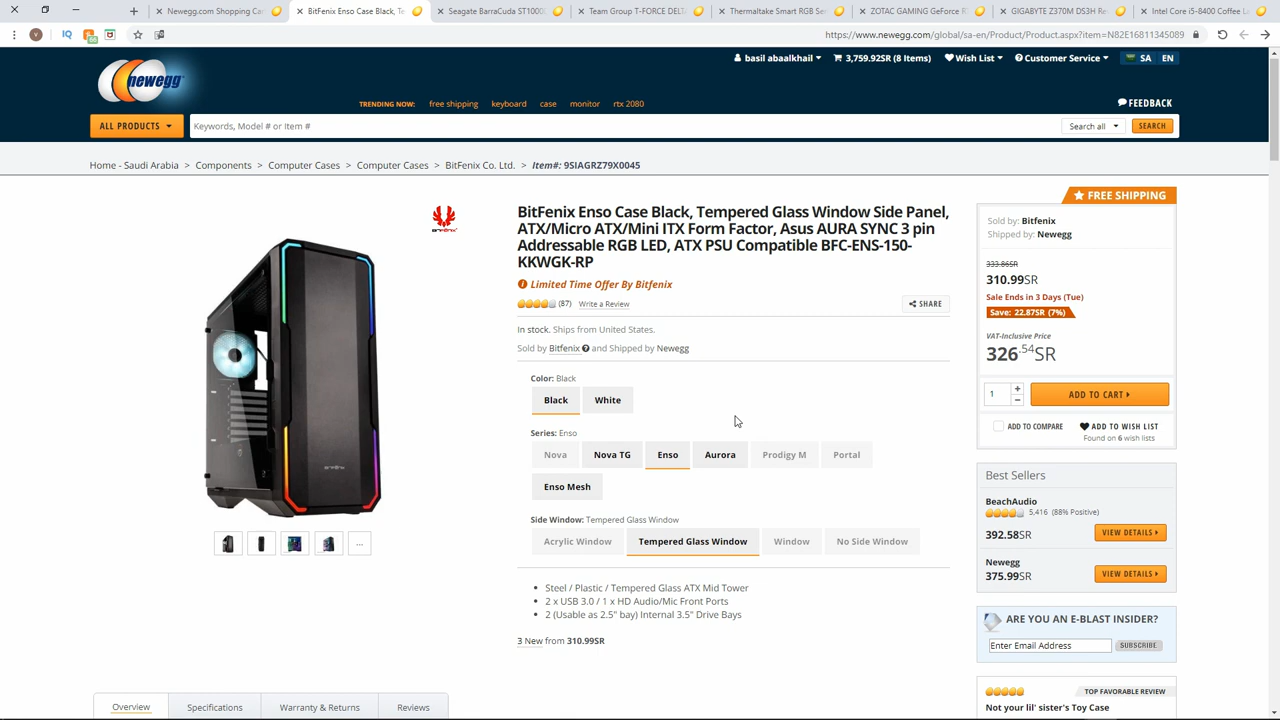 Newegg.com Shopping Ca
BitFenix Enso Case Black, Te
Seagate BarraCuda ST1000
Team Group T-FORCE DELT
Thermaltake Smart RGB Se
ZOTAC GAMING GeForce R
GIGABYTE Z370M DS3H Re
Intel Core i5-8400 Coffee L
https://www.newegg.com/global/sa-en/Product/Product.aspx?item=N82E16811345089
newegg
basil abaalkhail
3,759.92SR (8 Items)
Wish List
Customer Service
SA EN
TRENDING NOW: free shipping keyboard case monitor rtx 2080
FEEDBACK
ALL PRODUCTS
Keywords, Model # or Item #
Search all
SEARCH
Home - Saudi Arabia > Components > Computer Cases > Computer Cases > BitFenix Co. Ltd. > Item#: 9SIAGRZ79X0045
BitFenix Enso Case Black, Tempered Glass Window Side Panel,
ATX/Micro ATX/Mini ITX Form Factor, Asus AURA SYNC 3 pin
Addressable RGB LED, ATX PSU Compatible BFC-ENS-150-
KKWGK-RP
Limited Time Offer By Bitfenix
(87) Write a Review
SHARE
In stock. Ships from United States.
Sold by Bitfenix and Shipped by Newegg
Color: Black
Black White
Series: Enso
Nova Nova TG Enso Aurora Prodigy M Portal
Enso Mesh
Side Window: Tempered Glass Window
Acrylic Window Tempered Glass Window Window No Side Window
• Steel / Plastic / Tempered Glass ATX Mid Tower
• 2 x USB 3.0 / 1 x HD Audio/Mic Front Ports
• 2 (Usable as 2.5" bay) Internal 3.5" Drive Bays
3 New from 310.99SR
...
FREE SHIPPING
Sold by: Bitfenix
Shipped by: Newegg
333.86SR
310.99SR
Sale Ends in 3 Days (Tue)
Save: 22.87SR (7%)
VAT-Inclusive Price
326.54SR
1
ADD TO CART
ADD TO COMPARE
ADD TO WISH LIST
Found on 6 wish lists
Best Sellers
BeachAudio
5,416 (88% Positive)
392.58SR
VIEW DETAILS
Newegg
375.99SR
VIEW DETAILS
ARE YOU AN E-BLAST INSIDER?
Enter Email Address
SUBSCRIBE
TOP FAVORABLE REVIEW
Not your lil' sister's Toy Case
Overview Specifications Warranty & Returns Reviews